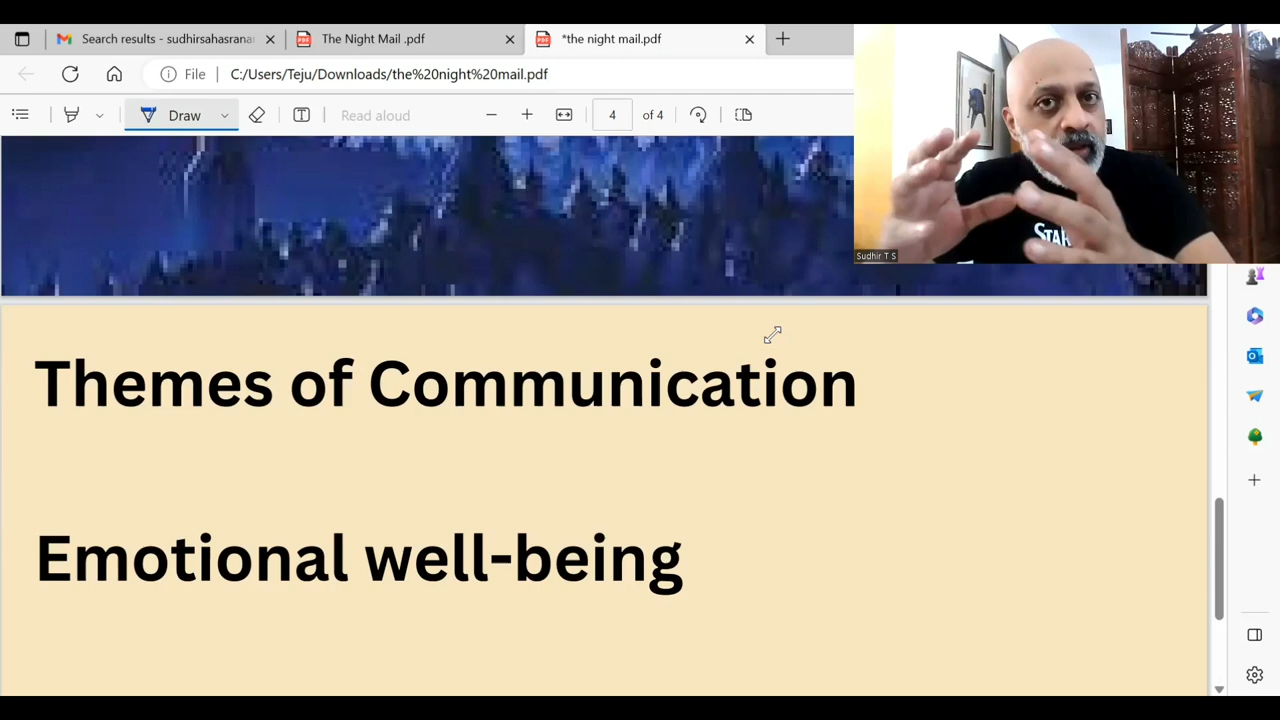 Search results - sudhirsahasrana
The Night Mail .pdf
*the night mail.pdf
File
C:/Users/Teju/Downloads/the%20night%20mail.pdf
Draw
Read aloud
4
of 4
STAR
Sudhir T S
Themes of Communication
Emotional well-being